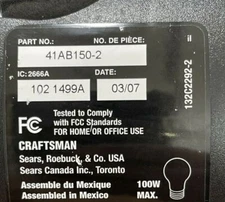 PART NO.: NO. DE PIÈCE:
41AB150-2
IC:2666A DATE:
102 1499A 03/07
132C2292-2
Tested to Comply
FC with FCC Standards
FOR HOME OR OFFICE USE
CRAFTSMAN
Sears, Roebuck, & Co. USA
Sears Canada Inc., Toronto
Assemble du Mexique 100W
Assembled in Mexico MAX.